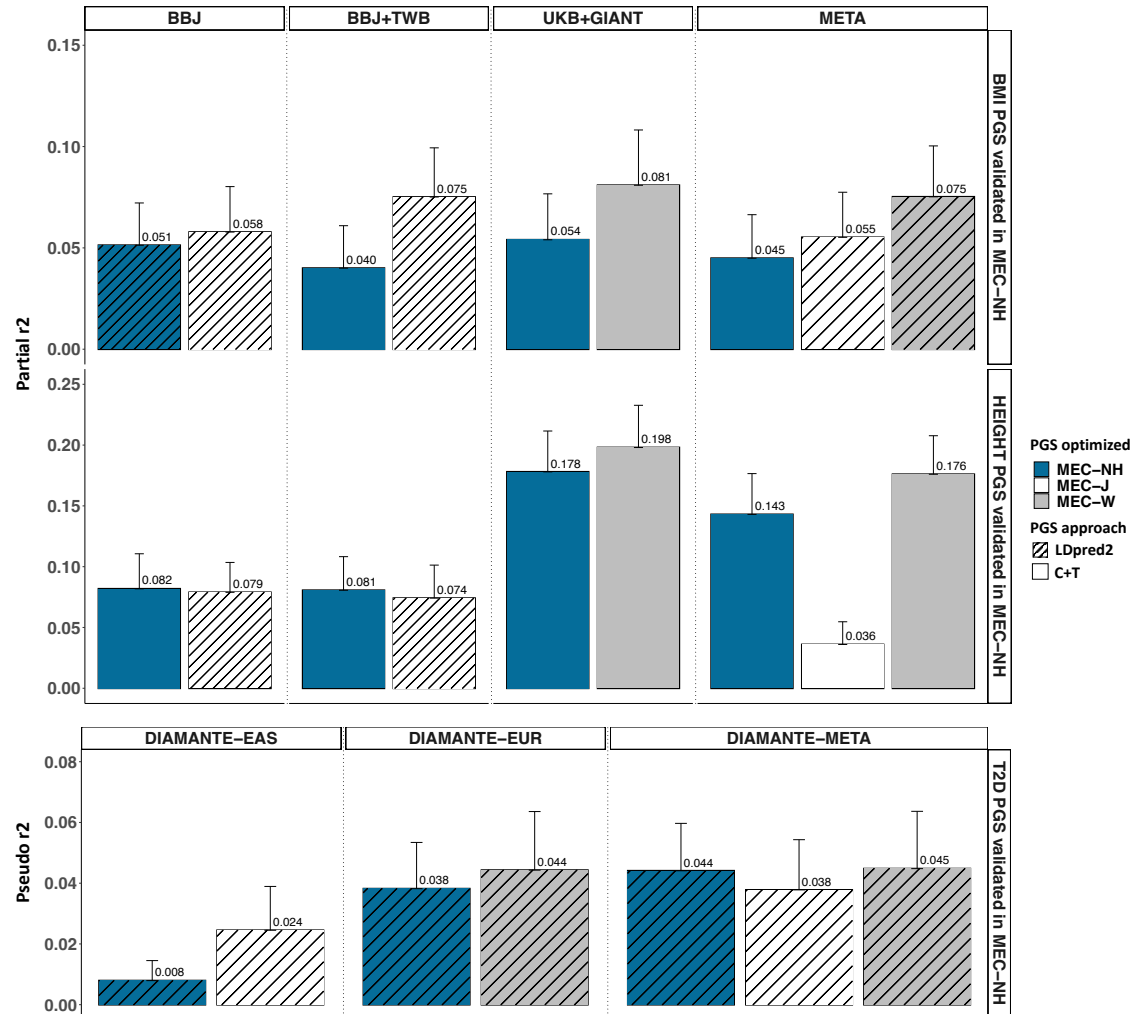 BBJ
BBJ+TWB
UKB+GIANT
META
BMI PGS validated in MEC−NH
0.15
0.10
0.05
0.00
0.051
0.058
0.040
0.075
0.054
0.081
0.045
0.055
0.075
Partial r2
HEIGHT PGS validated in MEC−NH
0.25
0.20
0.15
0.10
0.05
0.00
0.082
0.079
0.081
0.074
0.178
0.198
0.143
0.036
0.176
PGS optimized
MEC−NH
MEC−J
MEC−W
PGS approach
LDpred2
C+T
DIAMANTE−EAS
DIAMANTE−EUR
DIAMANTE−META
T2D PGS validated in MEC−NH
Pseudo r2
0.08
0.06
0.04
0.02
0.00
0.008
0.024
0.038
0.044
0.044
0.038
0.045